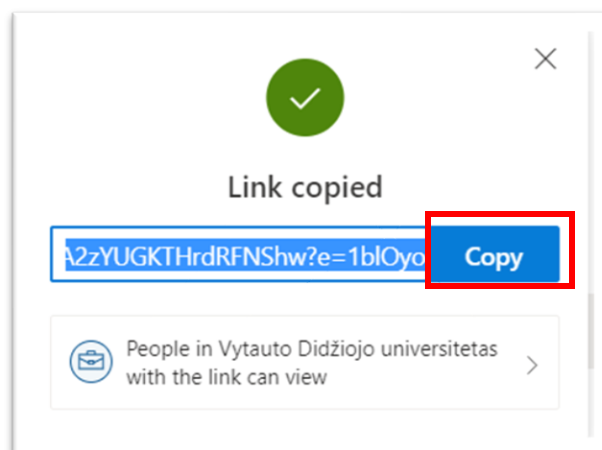 Link copied
A2zYUGKTHrdRFNShw?e=1blOyo
Copy
People in Vytauto Didžiojo universitetas
with the link can view